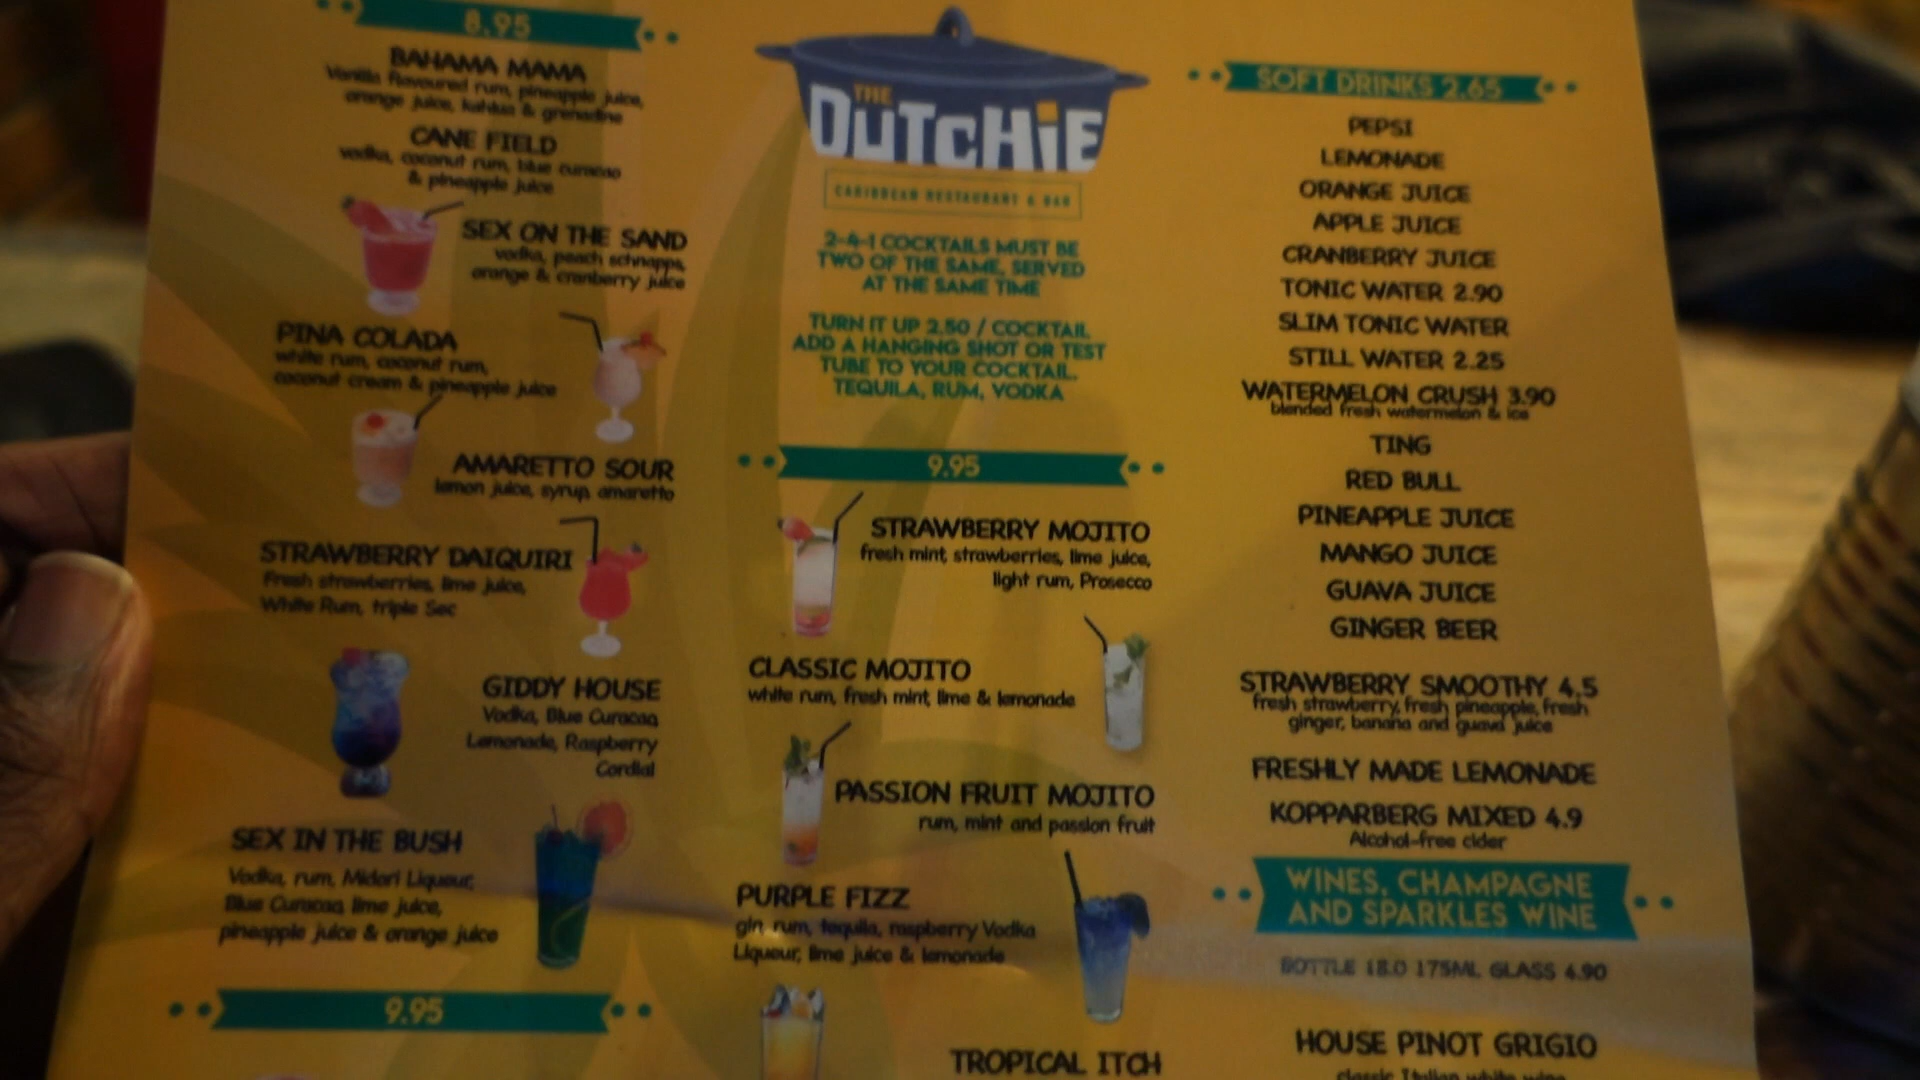 8.95
BAHAMA MAMA
Vanilla flavoured rum, pineapple juice,
orange juice, kahlua & grenadine
CANE FIELD
vodka, coconut rum, blue curacao
& pineapple juice
SEX ON THE SAND
vodka, peach schnapps,
orange & cranberry juice
PINA COLADA
white rum, coconut rum,
coconut cream & pineapple juice
AMARETTO SOUR
lemon juice, syrup, amaretto
STRAWBERRY DAIQUIRI
Fresh strawberries, lime juice,
White Rum, triple Sec
GIDDY HOUSE
Vodka, Blue Curacao,
Lemonade, Raspberry
Cordial
SEX IN THE BUSH
Vodka, rum, Midori Liqueur,
Blue Curacao, lime juice,
pineapple juice & orange juice
9.95
THE
DUTCHiE
CARIBBEAN RESTAURANT & BAR
2-4-1 COCKTAILS MUST BE
TWO OF THE SAME, SERVED
AT THE SAME TIME
TURN IT UP 2.50 / COCKTAIL
ADD A HANGING SHOT OR TEST
TUBE TO YOUR COCKTAIL.
TEQUILA, RUM, VODKA
9.95
STRAWBERRY MOJITO
fresh mint, strawberries, lime juice,
light rum, Prosecco
CLASSIC MOJITO
white rum, fresh mint, lime & lemonade
PASSION FRUIT MOJITO
rum, mint and passion fruit
PURPLE FIZZ
gin, rum, tequila, raspberry Vodka
Liqueur, lime juice & lemonade
TROPICAL ITCH
SOFT DRINKS 2.65
PEPSI
LEMONADE
ORANGE JUICE
APPLE JUICE
CRANBERRY JUICE
TONIC WATER 2.90
SLIM TONIC WATER
STILL WATER 2.25
WATERMELON CRUSH 3.90
blended fresh watermelon & ice
TING
RED BULL
PINEAPPLE JUICE
MANGO JUICE
GUAVA JUICE
GINGER BEER
STRAWBERRY SMOOTHY 4.5
fresh strawberry, fresh pineapple, fresh
ginger, banana and guava juice
FRESHLY MADE LEMONADE
KOPPARBERG MIXED 4.9
Alcohol-free cider
WINES, CHAMPAGNE
AND SPARKLES WINE
BOTTLE 18.0 175ML GLASS 4.90
HOUSE PINOT GRIGIO
classic Italian white wine